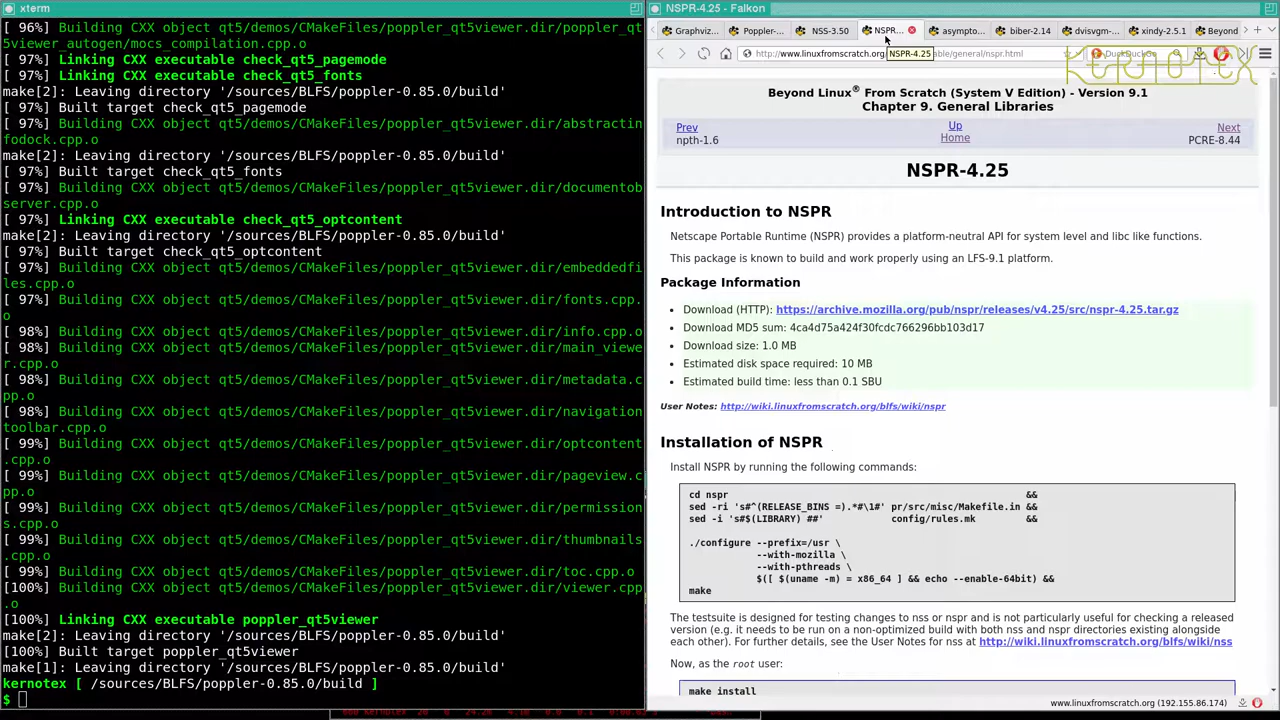 xterm
[ 96%] Building CXX object qt5/demos/CMakeFiles/poppler_qt5viewer.dir/poppler_qt
5viewer_autogen/mocs_compilation.cpp.o
[ 97%] Linking CXX executable check_qt5_pagemode
[ 97%] Linking CXX executable check_qt5_fonts
make[2]: Leaving directory '/sources/BLFS/poppler-0.85.0/build'
[ 97%] Built target check_qt5_pagemode
[ 97%] Building CXX object qt5/demos/CMakeFiles/poppler_qt5viewer.dir/abstractin
fodock.cpp.o
make[2]: Leaving directory '/sources/BLFS/poppler-0.85.0/build'
[ 97%] Built target check_qt5_fonts
[ 97%] Building CXX object qt5/demos/CMakeFiles/poppler_qt5viewer.dir/documentob
server.cpp.o
[ 97%] Linking CXX executable check_qt5_optcontent
make[2]: Leaving directory '/sources/BLFS/poppler-0.85.0/build'
[ 97%] Built target check_qt5_optcontent
[ 97%] Building CXX object qt5/demos/CMakeFiles/poppler_qt5viewer.dir/embeddedfi
les.cpp.o
[ 97%] Building CXX object qt5/demos/CMakeFiles/poppler_qt5viewer.dir/fonts.cpp.
o
[ 98%] Building CXX object qt5/demos/CMakeFiles/poppler_qt5viewer.dir/info.cpp.o
[ 98%] Building CXX object qt5/demos/CMakeFiles/poppler_qt5viewer.dir/main_viewe
r.cpp.o
[ 98%] Building CXX object qt5/demos/CMakeFiles/poppler_qt5viewer.dir/metadata.c
pp.o
[ 98%] Building CXX object qt5/demos/CMakeFiles/poppler_qt5viewer.dir/navigation
toolbar.cpp.o
[ 99%] Building CXX object qt5/demos/CMakeFiles/poppler_qt5viewer.dir/optcontent
.cpp.o
[ 99%] Building CXX object qt5/demos/CMakeFiles/poppler_qt5viewer.dir/pageview.c
pp.o
[ 99%] Building CXX object qt5/demos/CMakeFiles/poppler_qt5viewer.dir/permission
s.cpp.o
[ 99%] Building CXX object qt5/demos/CMakeFiles/poppler_qt5viewer.dir/thumbnails
.cpp.o
[ 99%] Building CXX object qt5/demos/CMakeFiles/poppler_qt5viewer.dir/toc.cpp.o
[100%] Building CXX object qt5/demos/CMakeFiles/poppler_qt5viewer.dir/viewer.cpp
.o
[100%] Linking CXX executable poppler_qt5viewer
make[2]: Leaving directory '/sources/BLFS/poppler-0.85.0/build'
[100%] Built target poppler_qt5viewer
make[1]: Leaving directory '/sources/BLFS/poppler-0.85.0/build'
kernotex [ /sources/BLFS/poppler-0.85.0/build ]
$
NSPR-4.25 - Falkon
Graphviz... Poppler-... NSS-3.50 NSPR... asympto... biber-2.14 dvisvgm-... xindy-2.5.1 Beyond
http://www.linuxfromscratch.org NSPR-4.25 ble/general/nspr.html DuckDuckGo
KERNOTEX
Beyond Linux® From Scratch (System V Edition) - Version 9.1
Chapter 9. General Libraries
Prev Up Next
npth-1.6 Home PCRE-8.44
NSPR-4.25
Introduction to NSPR
Netscape Portable Runtime (NSPR) provides a platform-neutral API for system level and libc like functions.
This package is known to build and work properly using an LFS-9.1 platform.
Package Information
• Download (HTTP): https://archive.mozilla.org/pub/nspr/releases/v4.25/src/nspr-4.25.tar.gz
• Download MD5 sum: 4ca4d75a424f30fcdc766296bb103d17
• Download size: 1.0 MB
• Estimated disk space required: 10 MB
• Estimated build time: less than 0.1 SBU
User Notes: http://wiki.linuxfromscratch.org/blfs/wiki/nspr
Installation of NSPR
Install NSPR by running the following commands:
cd nspr &&
sed -ri 's#^(RELEASE_BINS =).*#\1#' pr/src/misc/Makefile.in &&
sed -i 's#$(LIBRARY) ##' config/rules.mk &&
./configure --prefix=/usr \
--with-mozilla \
--with-pthreads \
$([ $(uname -m) = x86_64 ] && echo --enable-64bit) &&
make
The testsuite is designed for testing changes to nss or nspr and is not particularly useful for checking a released
version (e.g. it needs to be run on a non-optimized build with both nss and nspr directories existing alongside
each other). For further details, see the User Notes for nss at http://wiki.linuxfromscratch.org/blfs/wiki/nss
Now, as the root user:
make install
www.linuxfromscratch.org (192.155.86.174)